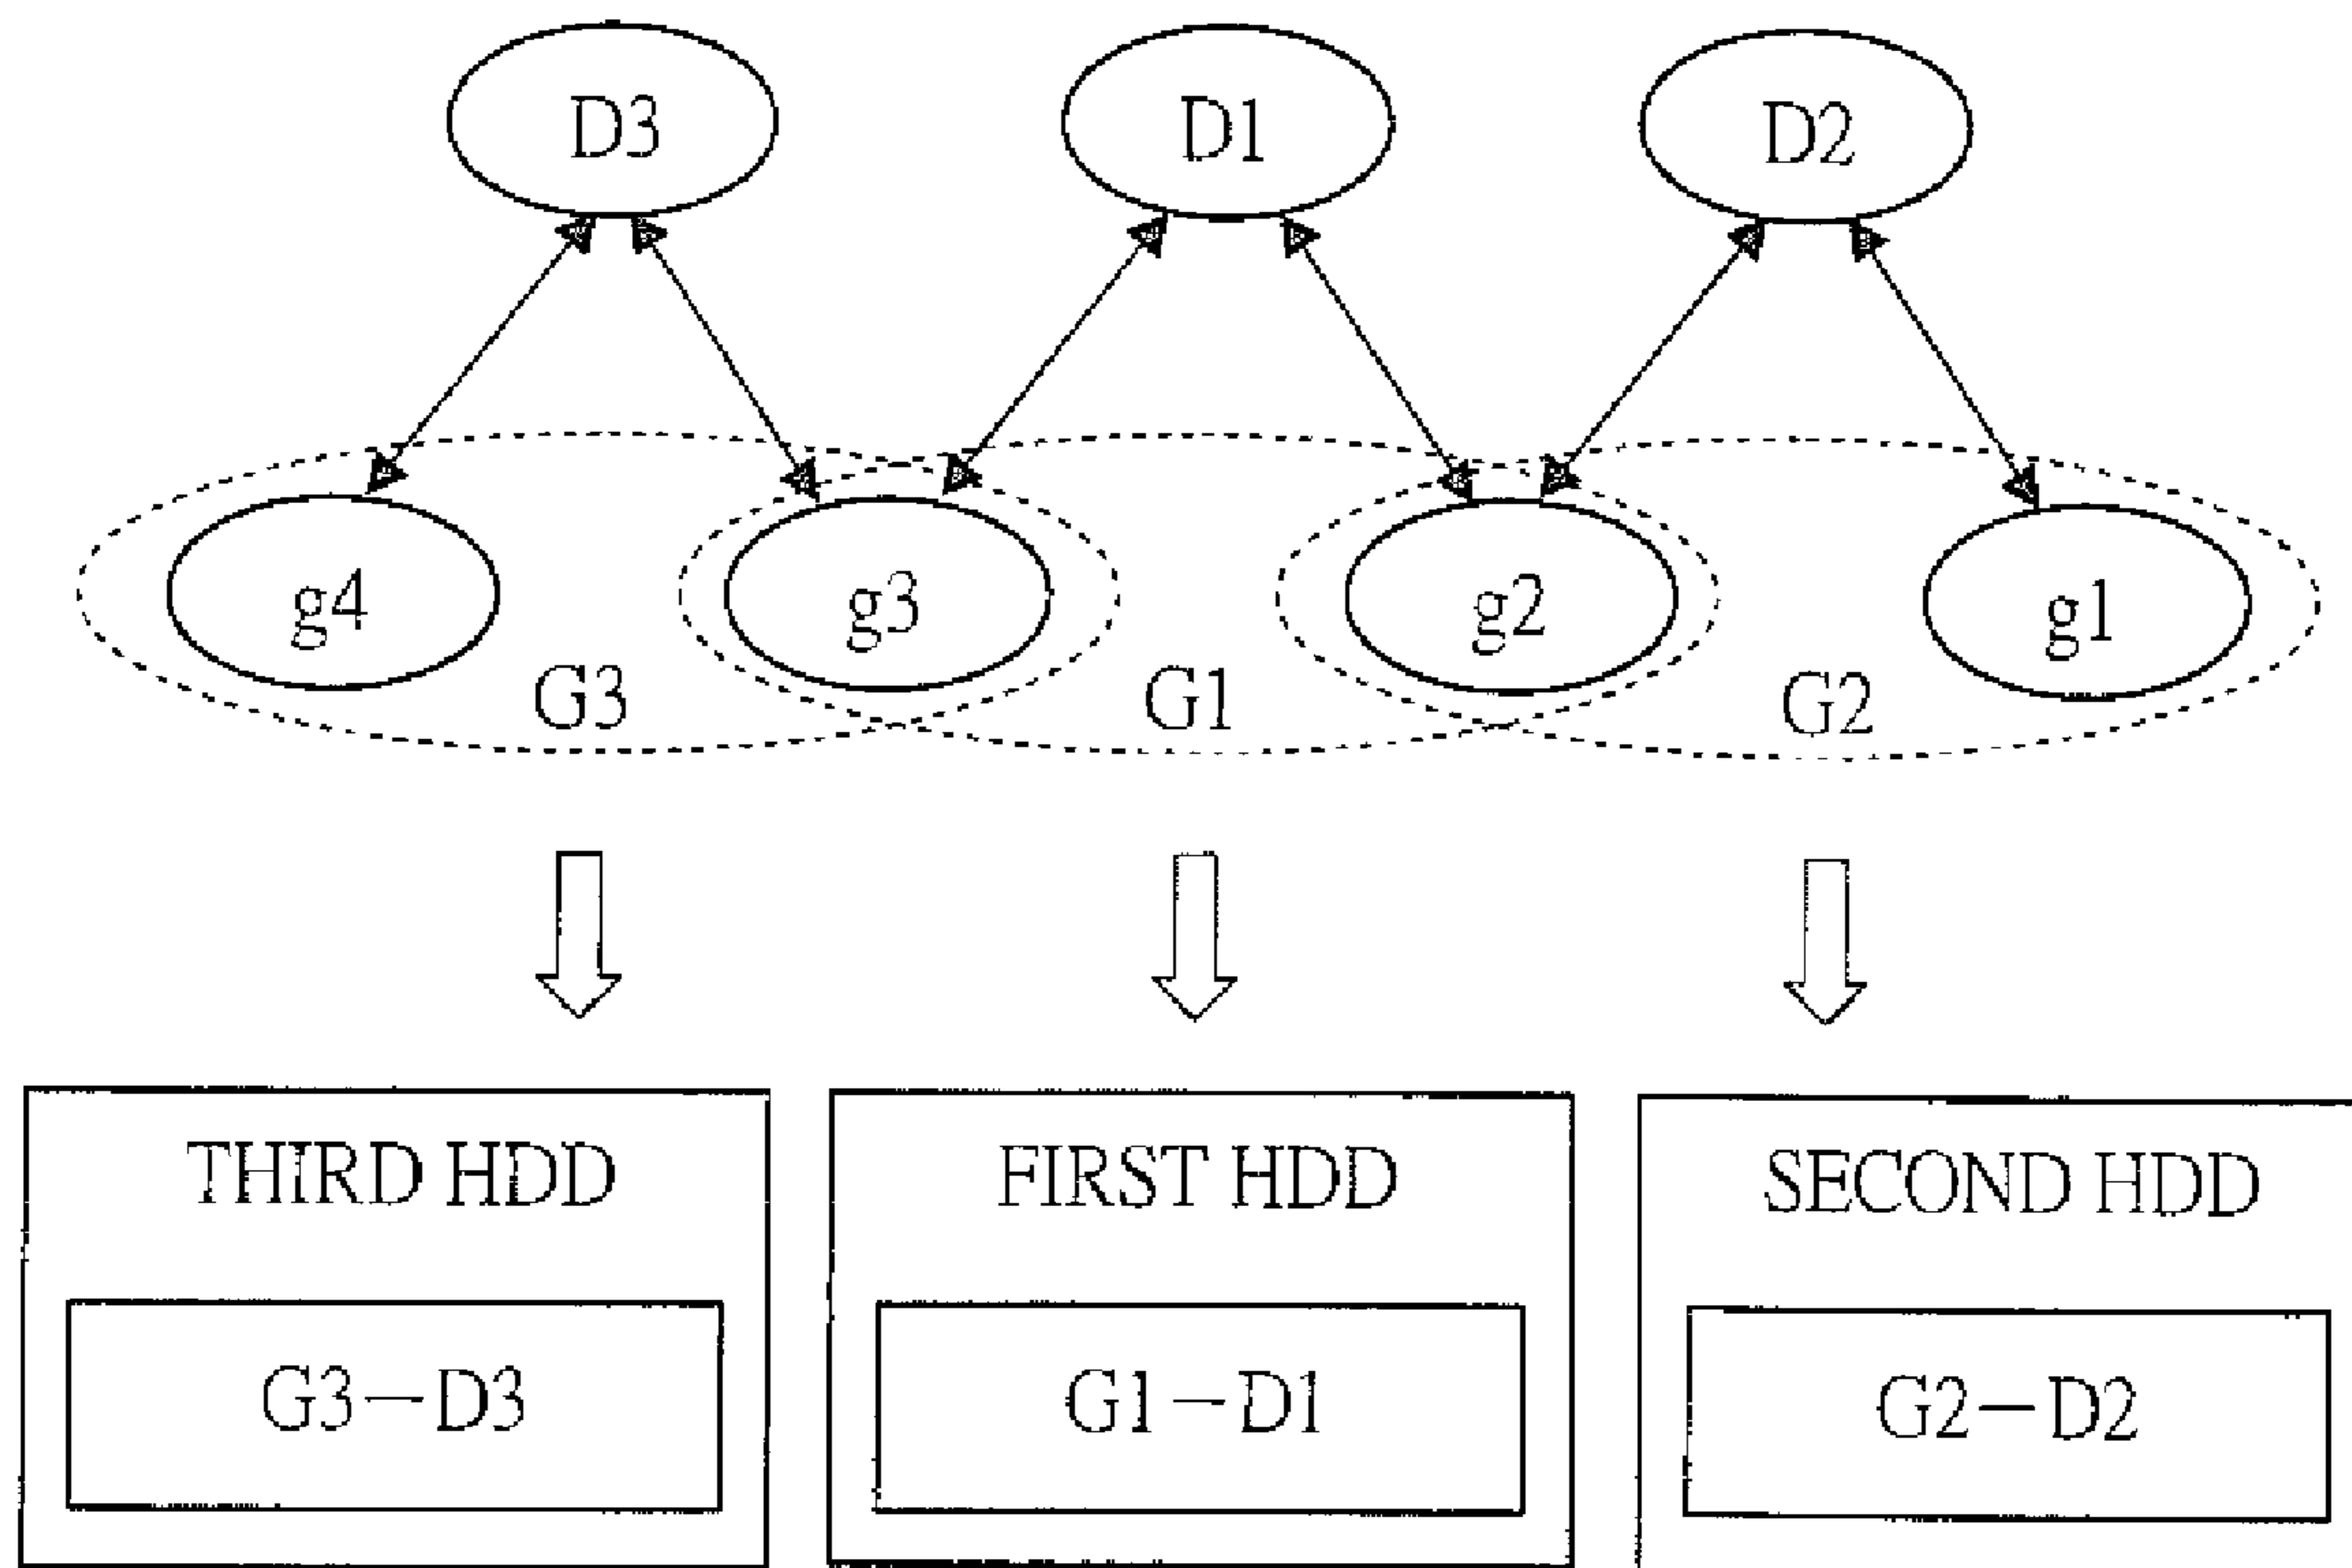 D3
D1
D2
g4
g3
g2
g1
G3
G1
G2
THIRD HDD
FIRST HDD
SECOND HDD
G3—D3
G1—D1
G2—D2